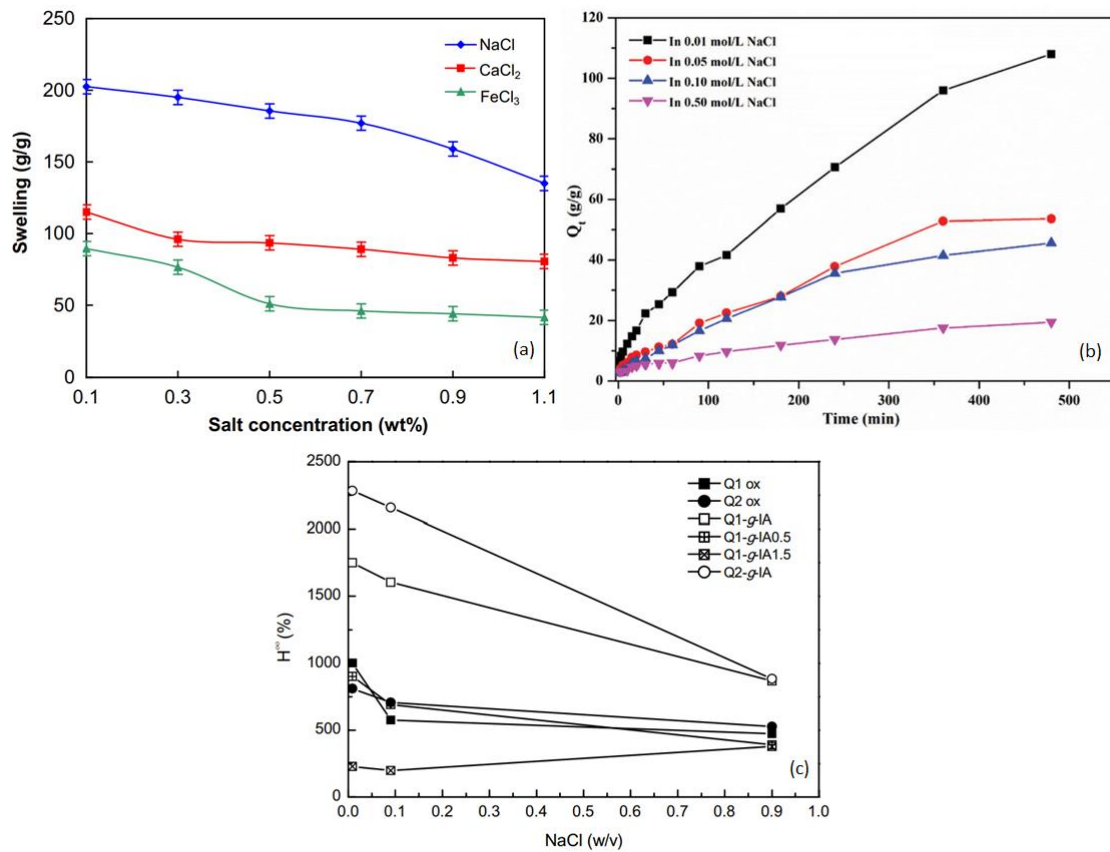 250
200
150
100
50
0
Swelling (g/g)
NaCl
CaCl₂
FeCl₃
(a)
0.1 0.3 0.5 0.7 0.9 1.1
Salt concentration (wt%)
120
100
80
60
40
20
0
Qₜ (g/g)
In 0.01 mol/L NaCl
In 0.05 mol/L NaCl
In 0.10 mol/L NaCl
In 0.50 mol/L NaCl
(b)
0 100 200 300 400 500
Time (min)
2500
2000
1500
1000
500
0
H∞ (%)
Q1 ox
Q2 ox
Q1-g-IA
Q1-g-IA0.5
Q1-g-IA1.5
Q2-g-IA
(c)
0.0 0.1 0.2 0.3 0.4 0.5 0.6 0.7 0.8 0.9 1.0
NaCl (w/v)